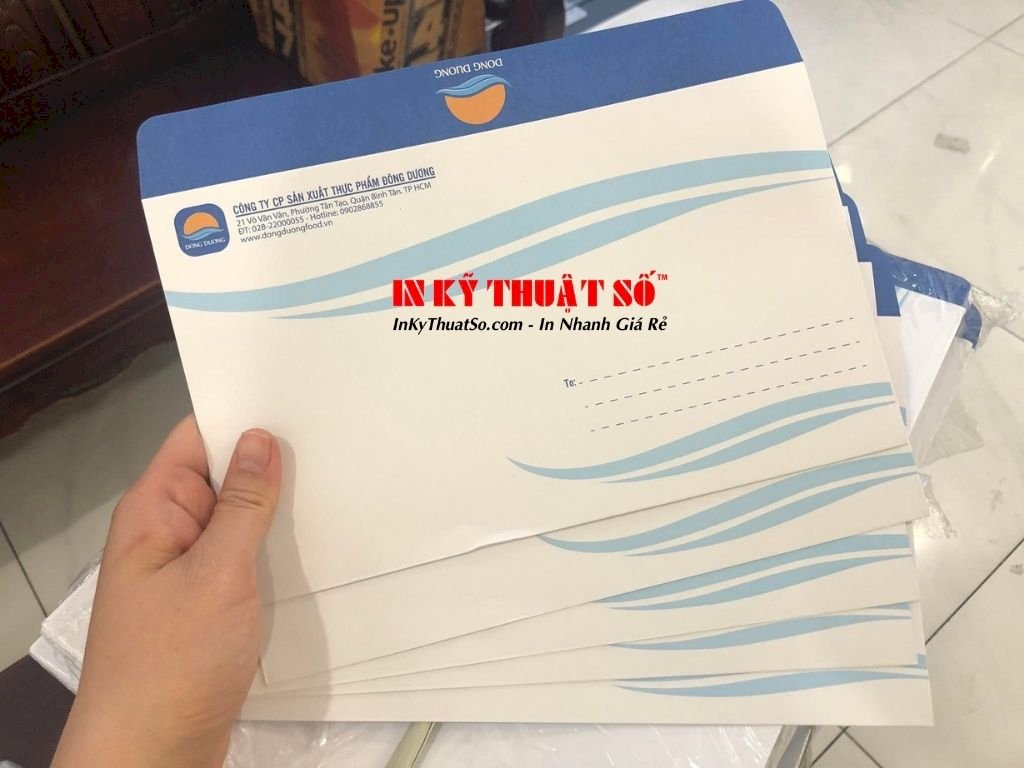 ke-up
DONG DUONG
CÔNG TY CP SẢN XUẤT THỰC PHẨM ĐÔNG DƯƠNG
21 Võ Văn Vân, Phường Tân Tạo, Quận Bình Tân. TP HCM
ĐT: 028-22000055 - Hotline: 0902868855
www.dongduongfood.vn
DONG DUONG
IN KỸ THUẬT SỐ™
InKyThuatSo.com - In Nhanh Giá Rẻ
To: